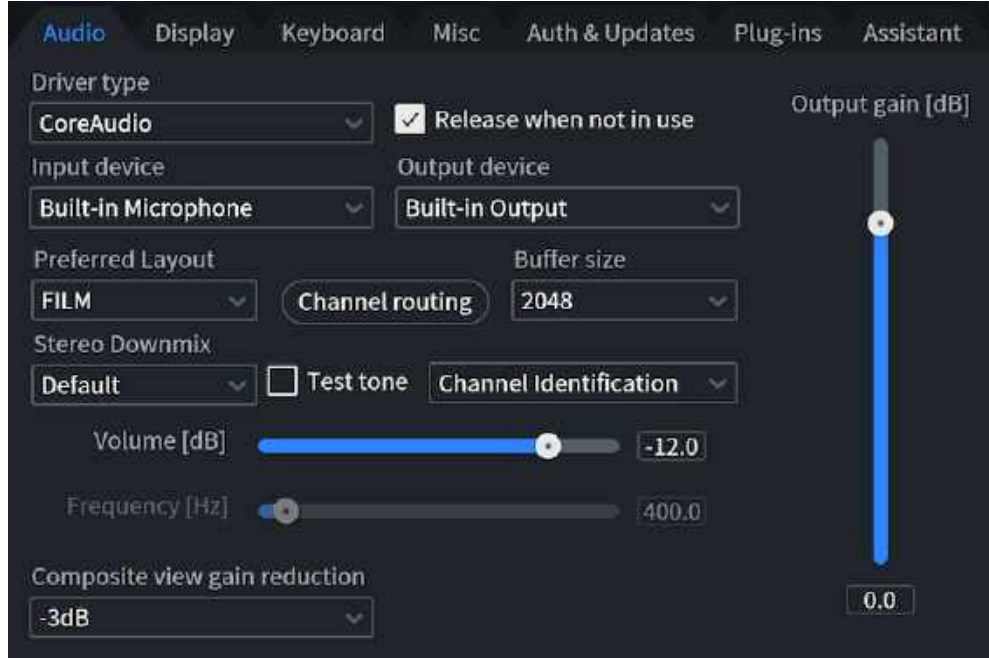 Audio Display Keyboard Misc Auth & Updates Plug-ins Assistant
Driver type
CoreAudio
Release when not in use
Output gain [dB]
Input device
Output device
Built-in Microphone
Built-in Output
Preferred Layout
Buffer size
FILM
Channel routing
2048
Stereo Downmix
Default
Test tone
Channel Identification
Volume [dB]
-12.0
Frequency [Hz]
400.0
Composite view gain reduction
-3dB
0.0